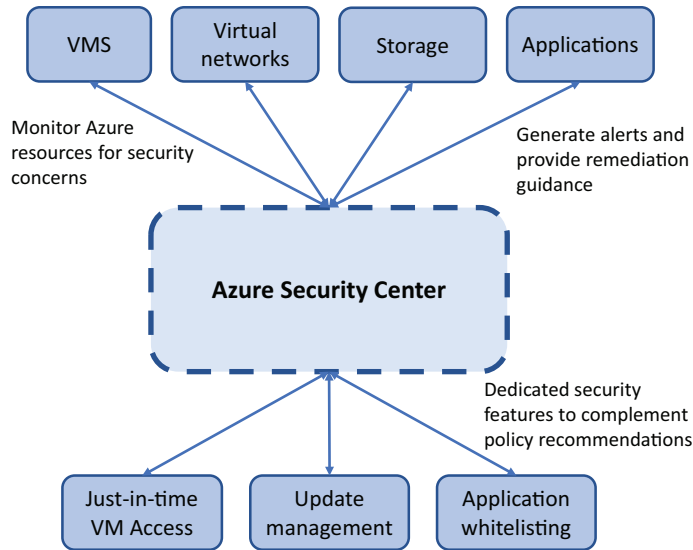 VMS
Virtual
networks
Storage
Applications
Monitor Azure
resources for security
concerns
Generate alerts and
provide remediation
guidance
Azure Security Center
Dedicated security
features to complement
policy recommendations
Just-in-time
VM Access
Update
management
Application
whitelisting